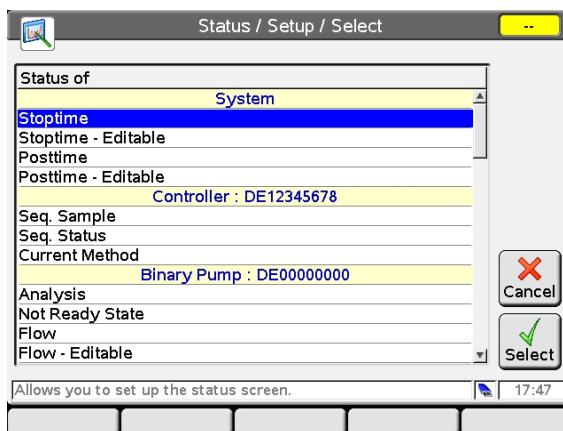 Status / Setup / Select
--
Status of
System
Stoptime
Stoptime - Editable
Posttime
Posttime - Editable
Controller : DE12345678
Seq. Sample
Seq. Status
Current Method
Binary Pump : DE00000000
Analysis
Not Ready State
Flow
Flow - Editable
Cancel
Select
Allows you to set up the status screen.
17:47